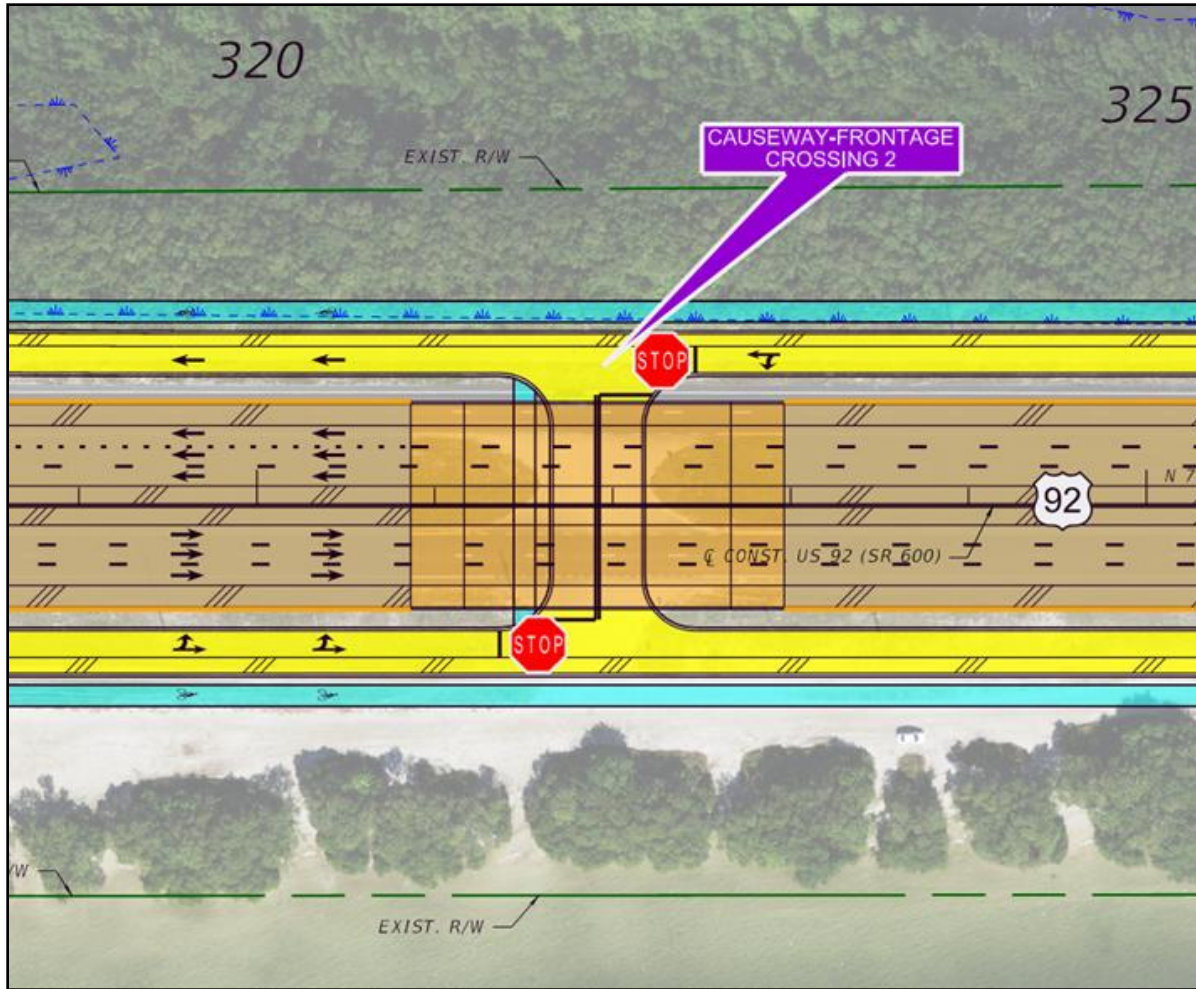 320
325
CAUSEWAY-FRONTAGE
CROSSING 2
EXIST. R/W
STOP
92
℄ CONST. US 92 (SR 600)
STOP
EXIST. R/W